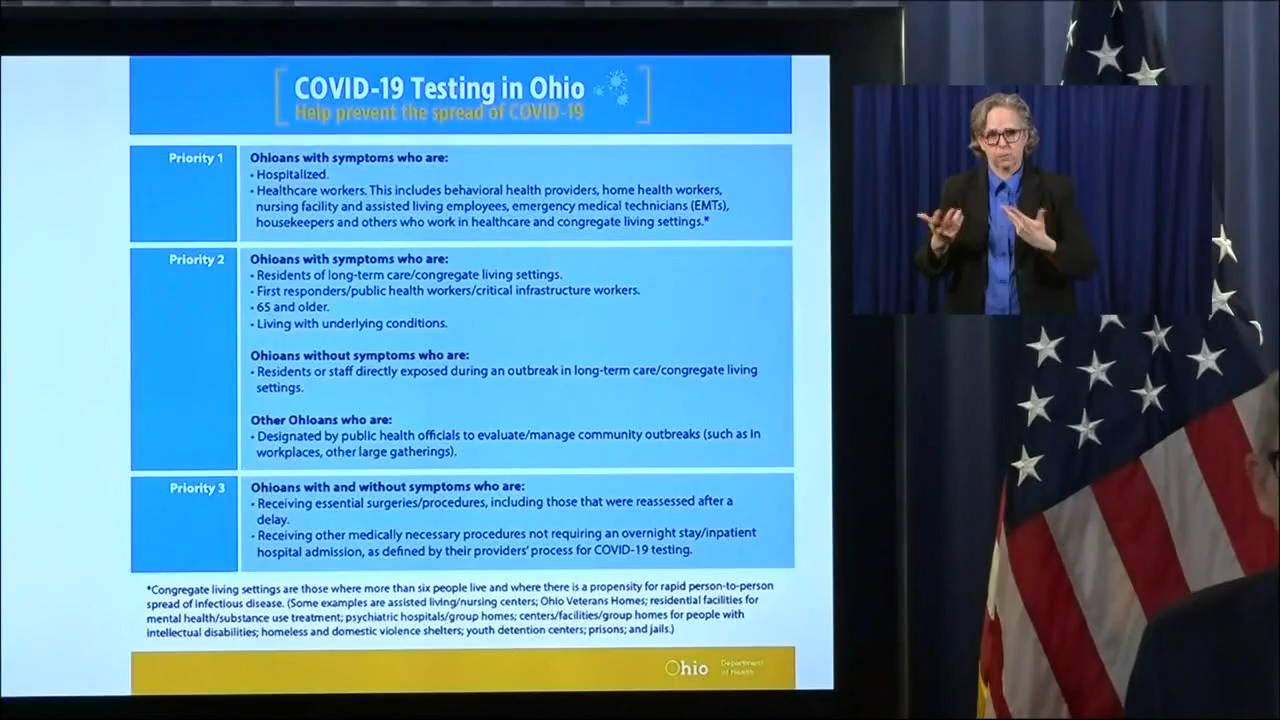 COVID-19 Testing in Ohio
Help prevent the spread of COVID-19
Priority 1
Ohioans with symptoms who are:
• Hospitalized.
• Healthcare workers. This includes behavioral health providers, home health workers,
nursing facility and assisted living employees, emergency medical technicians (EMTs),
housekeepers and others who work in healthcare and congregate living settings.*
Priority 2
Ohioans with symptoms who are:
• Residents of long-term care/congregate living settings.
• First responders/public health workers/critical infrastructure workers.
• 65 and older.
• Living with underlying conditions.
Ohioans without symptoms who are:
• Residents or staff directly exposed during an outbreak in long-term care/congregate living
settings.
Other Ohioans who are:
• Designated by public health officials to evaluate/manage community outbreaks (such as in
workplaces, other large gatherings).
Priority 3
Ohioans with and without symptoms who are:
• Receiving essential surgeries/procedures, including those that were reassessed after a
delay.
• Receiving other medically necessary procedures not requiring an overnight stay/inpatient
hospital admission, as defined by their providers' process for COVID-19 testing.
*Congregate living settings are those where more than six people live and where there is a propensity for rapid person-to-person
spread of infectious disease. (Some examples are assisted living/nursing centers; Ohio Veterans Homes; residential facilities for
mental health/substance use treatment; psychiatric hospitals/group homes; centers/facilities/group homes for people with
intellectual disabilities; homeless and domestic violence shelters; youth detention centers; prisons; and jails.)
Ohio
Department
of Health